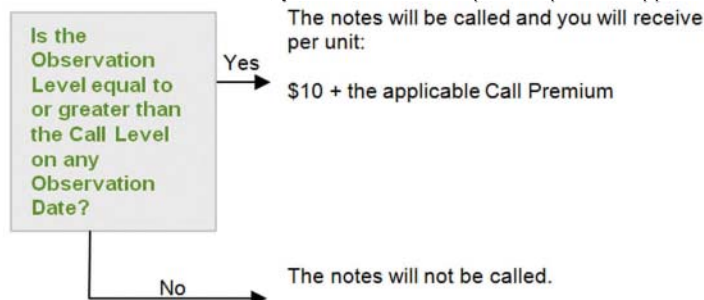 Is the
Observation
Level equal to
or greater than
the Call Level
on any
Observation
Date?
Yes
The notes will be called and you will receive
per unit:
$10 + the applicable Call Premium
No
The notes will not be called.